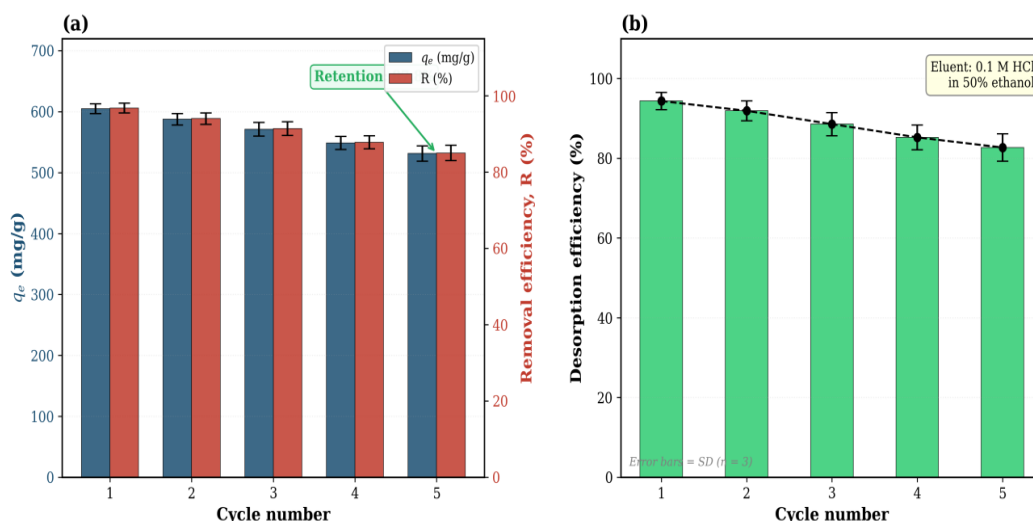 (a)
700
600
500
400
300
200
100
0
qe (mg/g)
qe (mg/g)
R (%)
Retention
100
80
60
40
20
0
Removal efficiency, R (%)
1 2 3 4 5
Cycle number
(b)
100
80
60
40
20
0
Desorption efficiency (%)
Eluent: 0.1 M HCl
in 50% ethanol
Error bars = SD (n = 3)
1 2 3 4 5
Cycle number